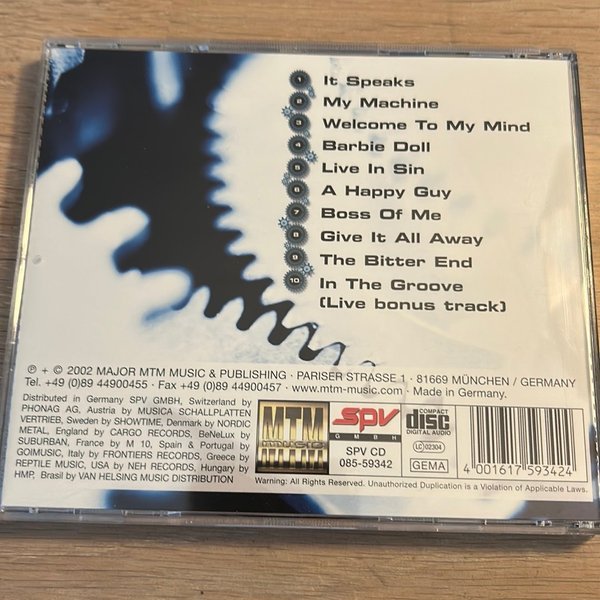 1 It Speaks
2 My Machine
3 Welcome To My Mind
4 Barbie Doll
5 Live In Sin
6 A Happy Guy
7 Boss Of Me
8 Give It All Away
9 The Bitter End
10 In The Groove
(Live bonus track)
℗ + © 2002 MAJOR MTM MUSIC & PUBLISHING · PARISER STRASSE 1 · 81669 MÜNCHEN / GERMANY
Tel. +49 (0)89 44900455 · Fax +49 (0)89 44900457 · www.mtm-music.com · Made in Germany.
Distributed in Germany SPV GMBH, Switzerland by
PHONAG AG, Austria by MUSICA SCHALLPLATTEN
VERTRIEB, Sweden by SHOWTIME, Denmark by NORDIC
METAL, England by CARGO RECORDS, BeNeLux by
SUBURBAN, France by M 10, Spain & Portugal by
GOIMUSIC, Italy by FRONTIERS RECORDS, Greece by
REPTILE MUSIC, USA by NEH RECORDS, Hungary by
HMP, Brasil by VAN HELSING MUSIC DISTRIBUTION
MTM
MUSIC
SPV
GMBH
SPV CD
085-59342
COMPACT
disc
DIGITAL AUDIO
LC 02304
GEMA
4 001617 593424
Warning: All Rights Reserved. Unauthorized Duplication is a Violation of Applicable Laws.